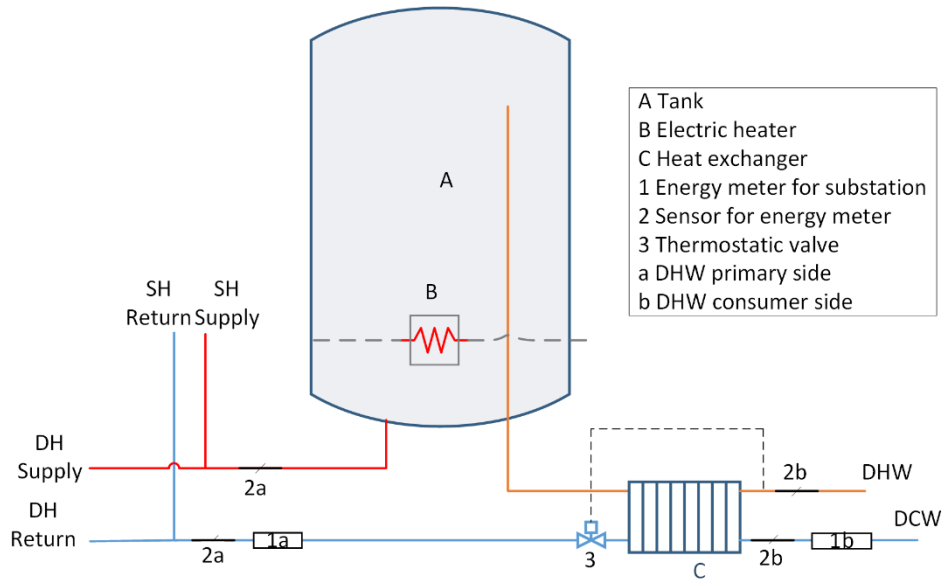 A Tank
B Electric heater
C Heat exchanger
1 Energy meter for substation
2 Sensor for energy meter
3 Thermostatic valve
a DHW primary side
b DHW consumer side
A
B
SH SH
Return Supply
DH
Supply
2a
2b
DHW
DH
Return
2a
1a
3
C
2b
1b
DCW